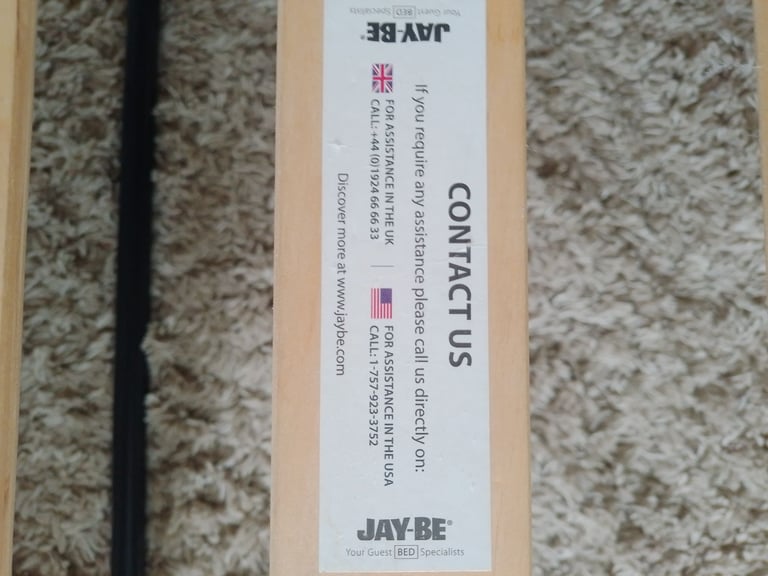 JAY-BE®
Your Guest BED Specialists
CONTACT US
If you require any assistance please call us directly on:
FOR ASSISTANCE IN THE UK
CALL: +44 (0)1924 66 66 33
FOR ASSISTANCE IN THE USA
CALL: 1-757-923-3752
Discover more at www.jaybe.com
JAY-BE®
Your Guest BED Specialists